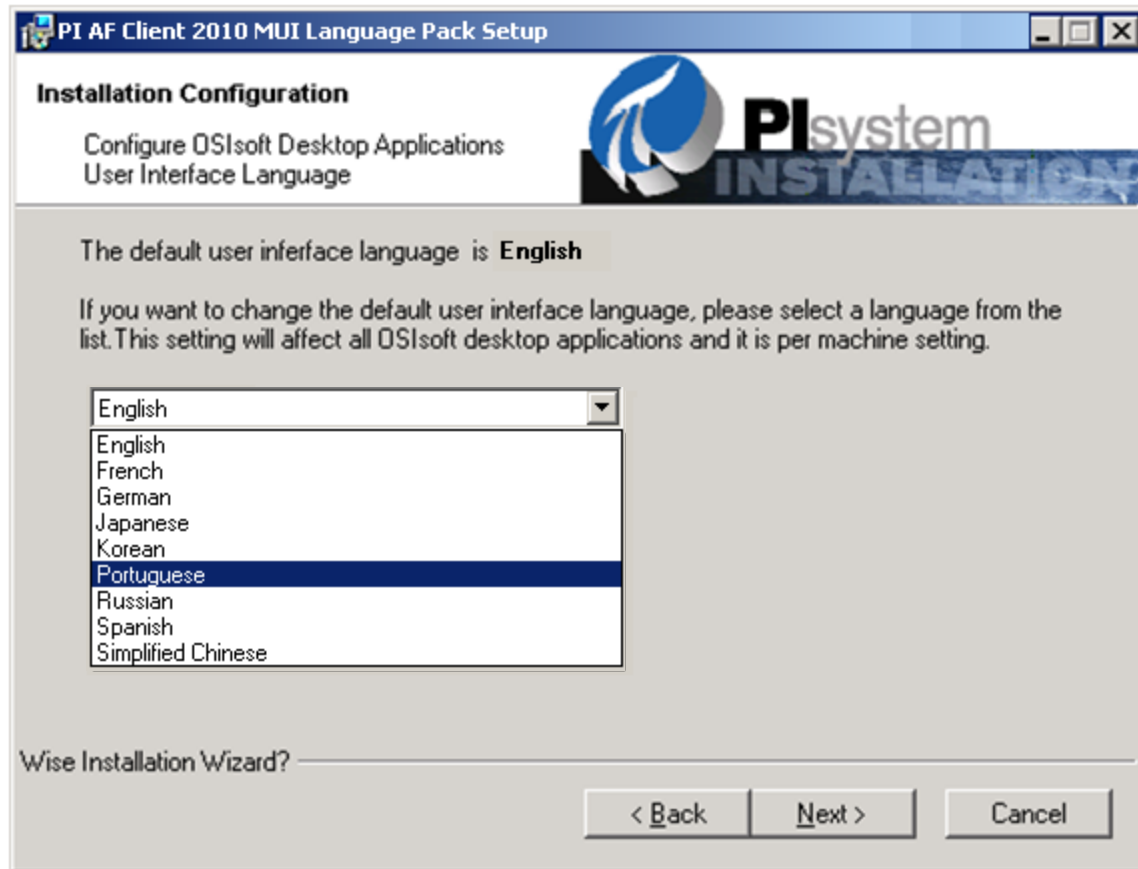 PI AF Client 2010 MUI Language Pack Setup
Installation Configuration
Configure OSIsoft Desktop Applications
User Interface Language
PIsystem
INSTALLATION
The default user inferface language is English
If you want to change the default user interface language, please select a language from the
list.This setting will affect all OSIsoft desktop applications and it is per machine setting.
English
English
French
German
Japanese
Korean
Portuguese
Russian
Spanish
Simplified Chinese
Wise Installation Wizard?
< Back
Next >
Cancel